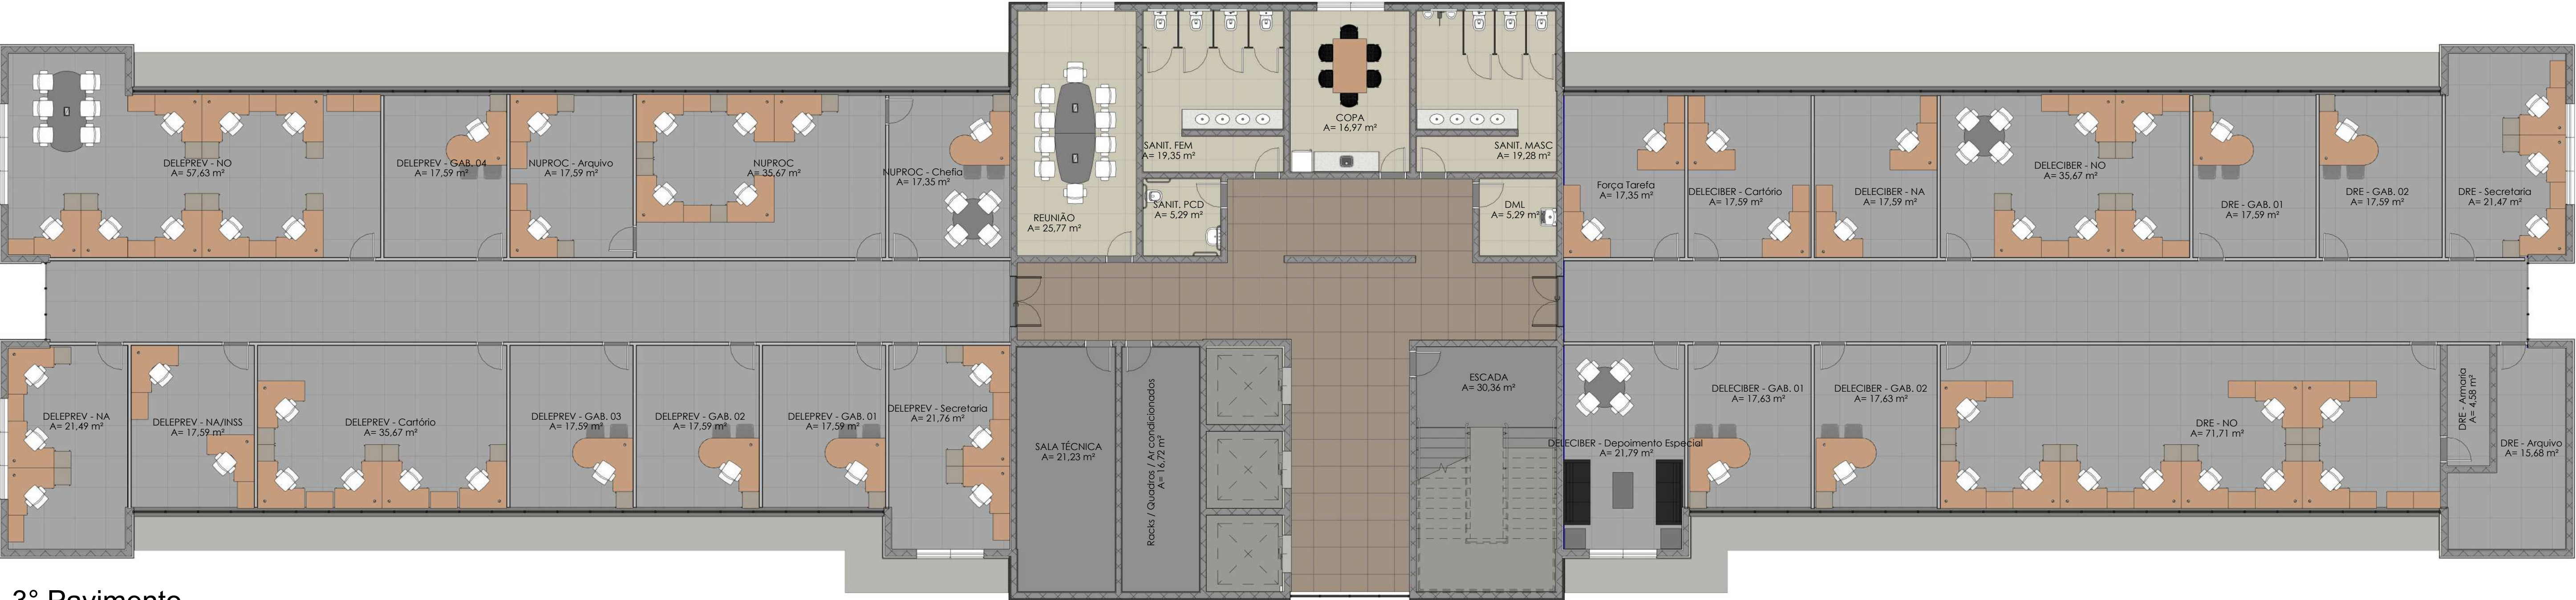 DELEPREV - NO
A= 57,63 m²
DELEPREV - GAB. 04
A= 17,59 m²
NUPROC - Arquivo
A= 17,59 m²
NUPROC
A= 35,67 m²
NUPROC - Chefia
A= 17,35 m²
REUNIÃO
A= 25,77 m²
SANIT. FEM
A= 19,35 m²
SANIT. PCD
A= 5,29 m²
COPA
A= 16,97 m²
SANIT. MASC
A= 19,28 m²
DML
A= 5,29 m²
Força Tarefa
A= 17,35 m²
DELECIBER - Cartório
A= 17,59 m²
DELECIBER - NA
A= 17,59 m²
DELECIBER - NO
A= 35,67 m²
DRE - GAB. 01
A= 17,59 m²
DRE - GAB. 02
A= 17,59 m²
DRE - Secretaria
A= 21,47 m²
DELEPREV - NA
A= 21,49 m²
DELEPREV - NA/INSS
A= 17,59 m²
DELEPREV - Cartório
A= 35,67 m²
DELEPREV - GAB. 03
A= 17,59 m²
DELEPREV - GAB. 02
A= 17,59 m²
DELEPREV - GAB. 01
A= 17,59 m²
DELEPREV - Secretaria
A= 21,76 m²
SALA TÉCNICA
A= 21,23 m²
Racks / Quadros / Ar condicionados
A= 16,72 m²
ESCADA
A= 30,36 m²
DELECIBER - Depoimento Especial
A= 21,79 m²
DELECIBER - GAB. 01
A= 17,63 m²
DELECIBER - GAB. 02
A= 17,63 m²
DRE - NO
A= 71,71 m²
DRE - Armaria
A= 4,58 m²
DRE - Arquivo
A= 15,68 m²
3° Pavimento